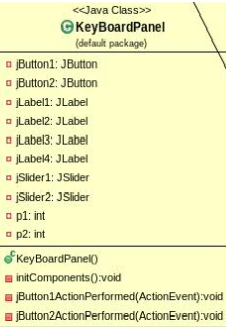 <<Java Class>>
KeyBoardPanel
(default package)
jButton1: JButton
jButton2: JButton
jLabel1: JLabel
jLabel2: JLabel
jLabel3: JLabel
jLabel4: JLabel
jSlider1: JSlider
jSlider2: JSlider
p1: int
p2: int
KeyBoardPanel()
initComponents():void
jButton1ActionPerformed(ActionEvent):void
jButton2ActionPerformed(ActionEvent):void